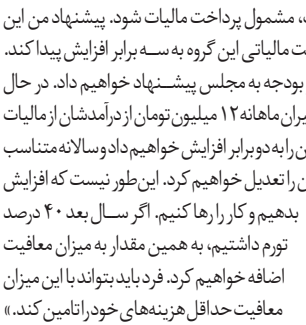 ، مشمول پرداخت مالیات شود. پیشنهاد من این
ت مالیاتی این گروه به سه برابر افزایش پیدا کند.
بودجه به مجلس پیشنهاد خواهیم داد. در حال
یران ماهانه ۱۲ میلیون تومان از درآمدشان از مالیات
ن را به دو برابر افزایش خواهیم داد و سالانه متناسب
ن را تعدیل خواهیم کرد. این‌طور نیست که افزایش
بدهیم و کار را رها کنیم. اگر سال بعد ۴۰ درصد
تورم داشتیم، به همین مقدار به میزان معافیت
اضافه خواهیم کرد. فرد باید بتواند با این میزان
معافیت حداقل هزینه‌های خود را تامین کند.»